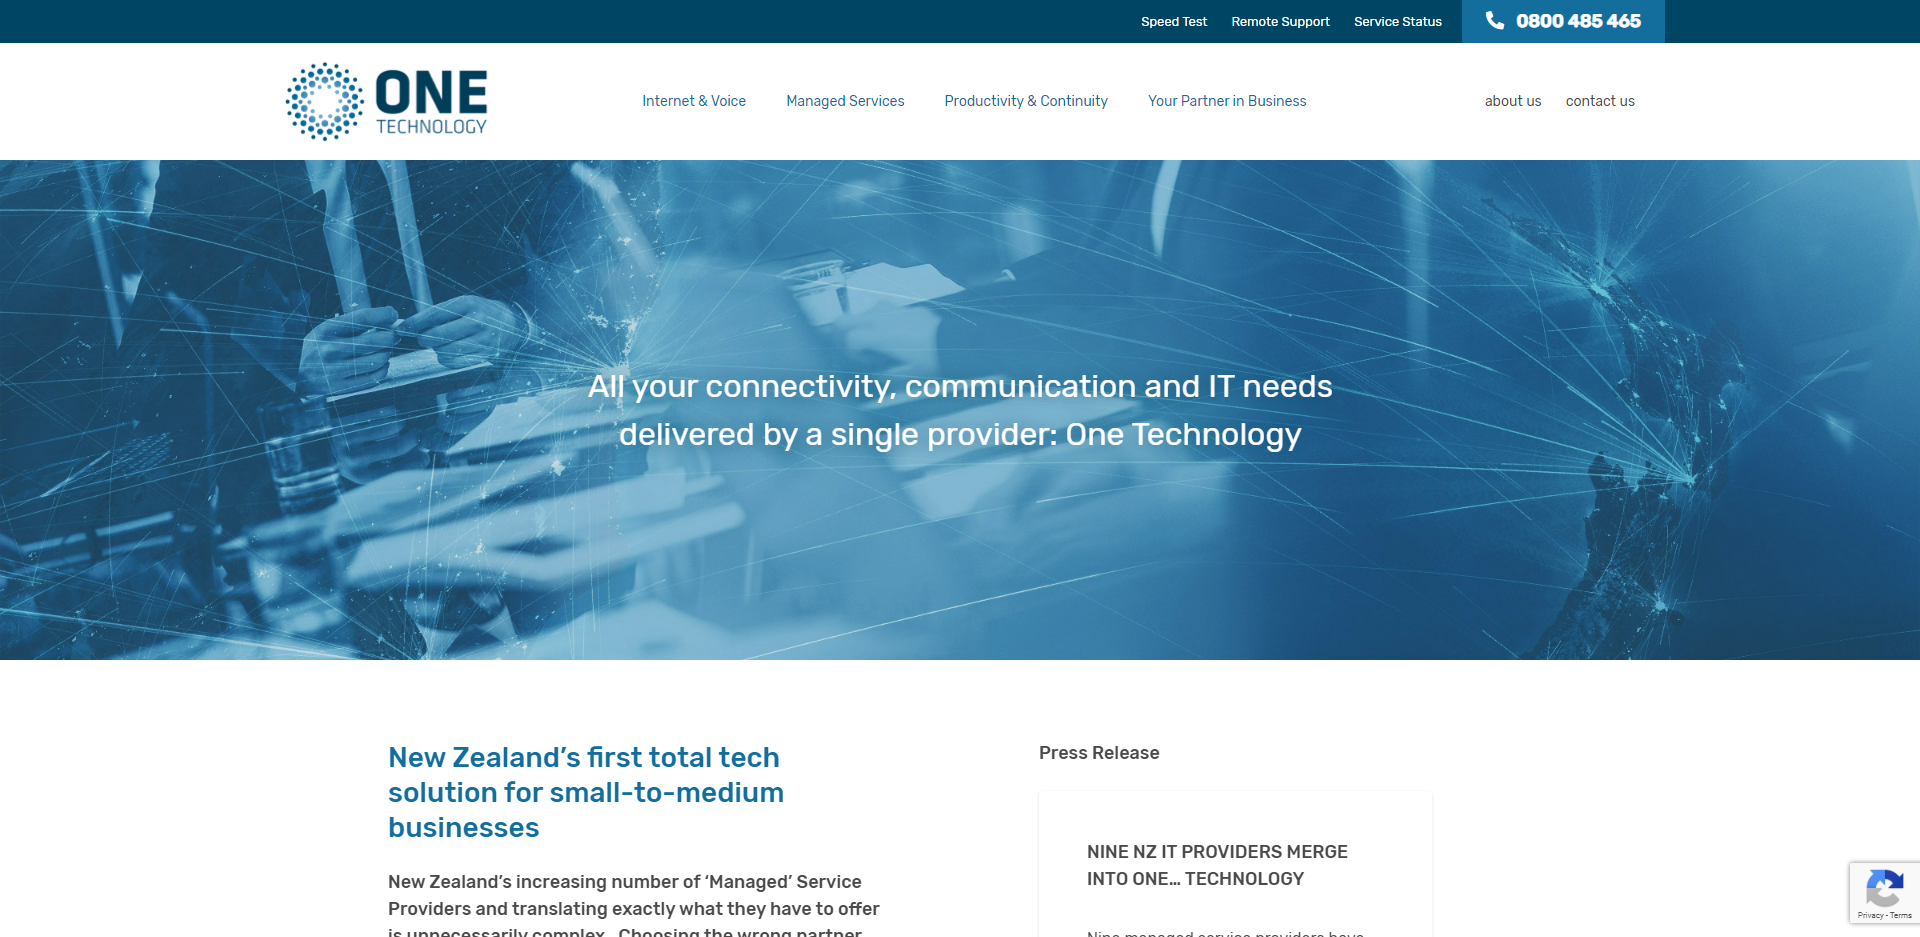 Speed Test
Remote Support
Service Status
0800 485 465
ONE
TECHNOLOGY
Internet & Voice
Managed Services
Productivity & Continuity
Your Partner in Business
about us
contact us
All your connectivity, communication and IT needs
delivered by a single provider: One Technology
New Zealand’s first total tech
solution for small-to-medium
businesses
New Zealand’s increasing number of ‘Managed’ Service
Providers and translating exactly what they have to offer
is unnecessarily complex. Choosing the wrong partner
Press Release
NINE NZ IT PROVIDERS MERGE
INTO ONE... TECHNOLOGY
Nine managed service providers have
Privacy - Terms